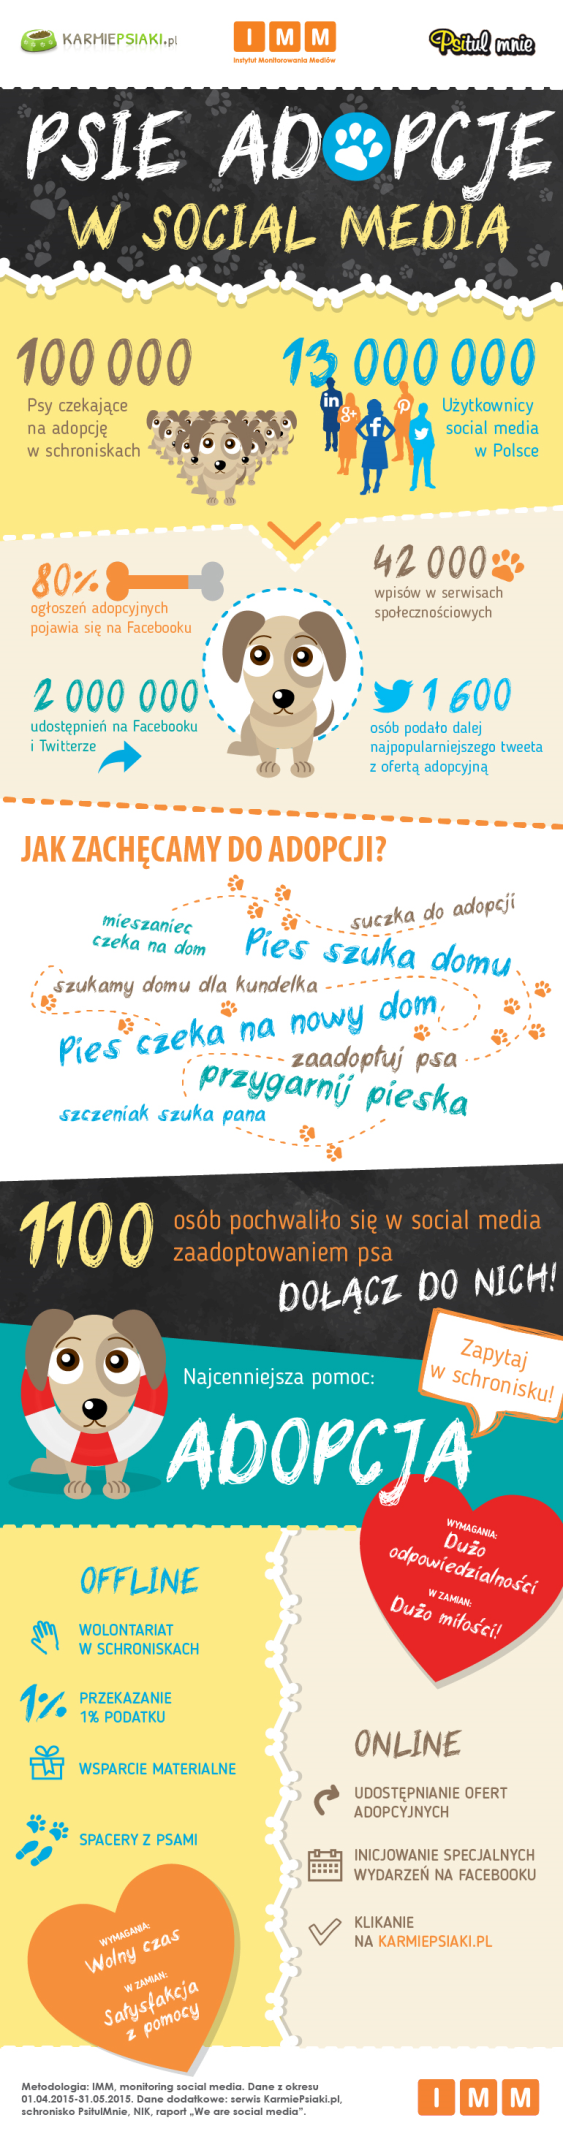 KARMIEPSIAKI.pl
IMM
Instytut Monitorowania Mediów
Psitul mnie
PSIE ADOPCJE
W SOCIAL MEDIA
100 000
Psy czekające
na adopcję
w schroniskach
13 000 000
in
g+
f
Użytkownicy
social media
w Polsce
80%
ogłoszeń adopcyjnych
pojawia się na Facebooku
42 000
wpisów w serwisach
społecznościowych
2 000 000
udostępnień na Facebooku
i Twitterze
1 600
osób podało dalej
najpopularniejszego tweeta
z ofertą adopcyjną
JAK ZACHĘCAMY DO ADOPCJI?
mieszaniec
czeka na dom
suczka do adopcji
Pies szuka domu
szukamy domu dla kundelka
Pies czeka na nowy dom
zaadoptuj psa
przygarnij pieska
szczeniak szuka pana
1100
osób pochwaliło się w social media
zaadoptowaniem psa
DOŁĄCZ DO NICH!
Zapytaj
w schronisku!
Najcenniejsza pomoc:
ADOPCJA
WYMAGANIA:
Dużo
odpowiedzialności
W ZAMIAN:
Dużo miłości!
OFFLINE
WOLONTARIAT
W SCHRONISKACH
1%
PRZEKAZANIE
1% PODATKU
WSPARCIE MATERIALNE
SPACERY Z PSAMI
WYMAGANIA:
Wolny czas
W ZAMIAN:
Satysfakcja
z pomocy
ONLINE
UDOSTĘPNIANIE OFERT
ADOPCYJNYCH
INICJOWANIE SPECJALNYCH
WYDARZEŃ NA FACEBOOKU
KLIKANIE
NA KARMIEPSIAKI.PL
Metodologia: IMM, monitoring social media. Dane z okresu
01.04.2015-31.05.2015. Dane dodatkowe: serwis Karmiepsiaki.pl,
schronisko PsitulMnie, NIK, raport „We are social media".
IMM